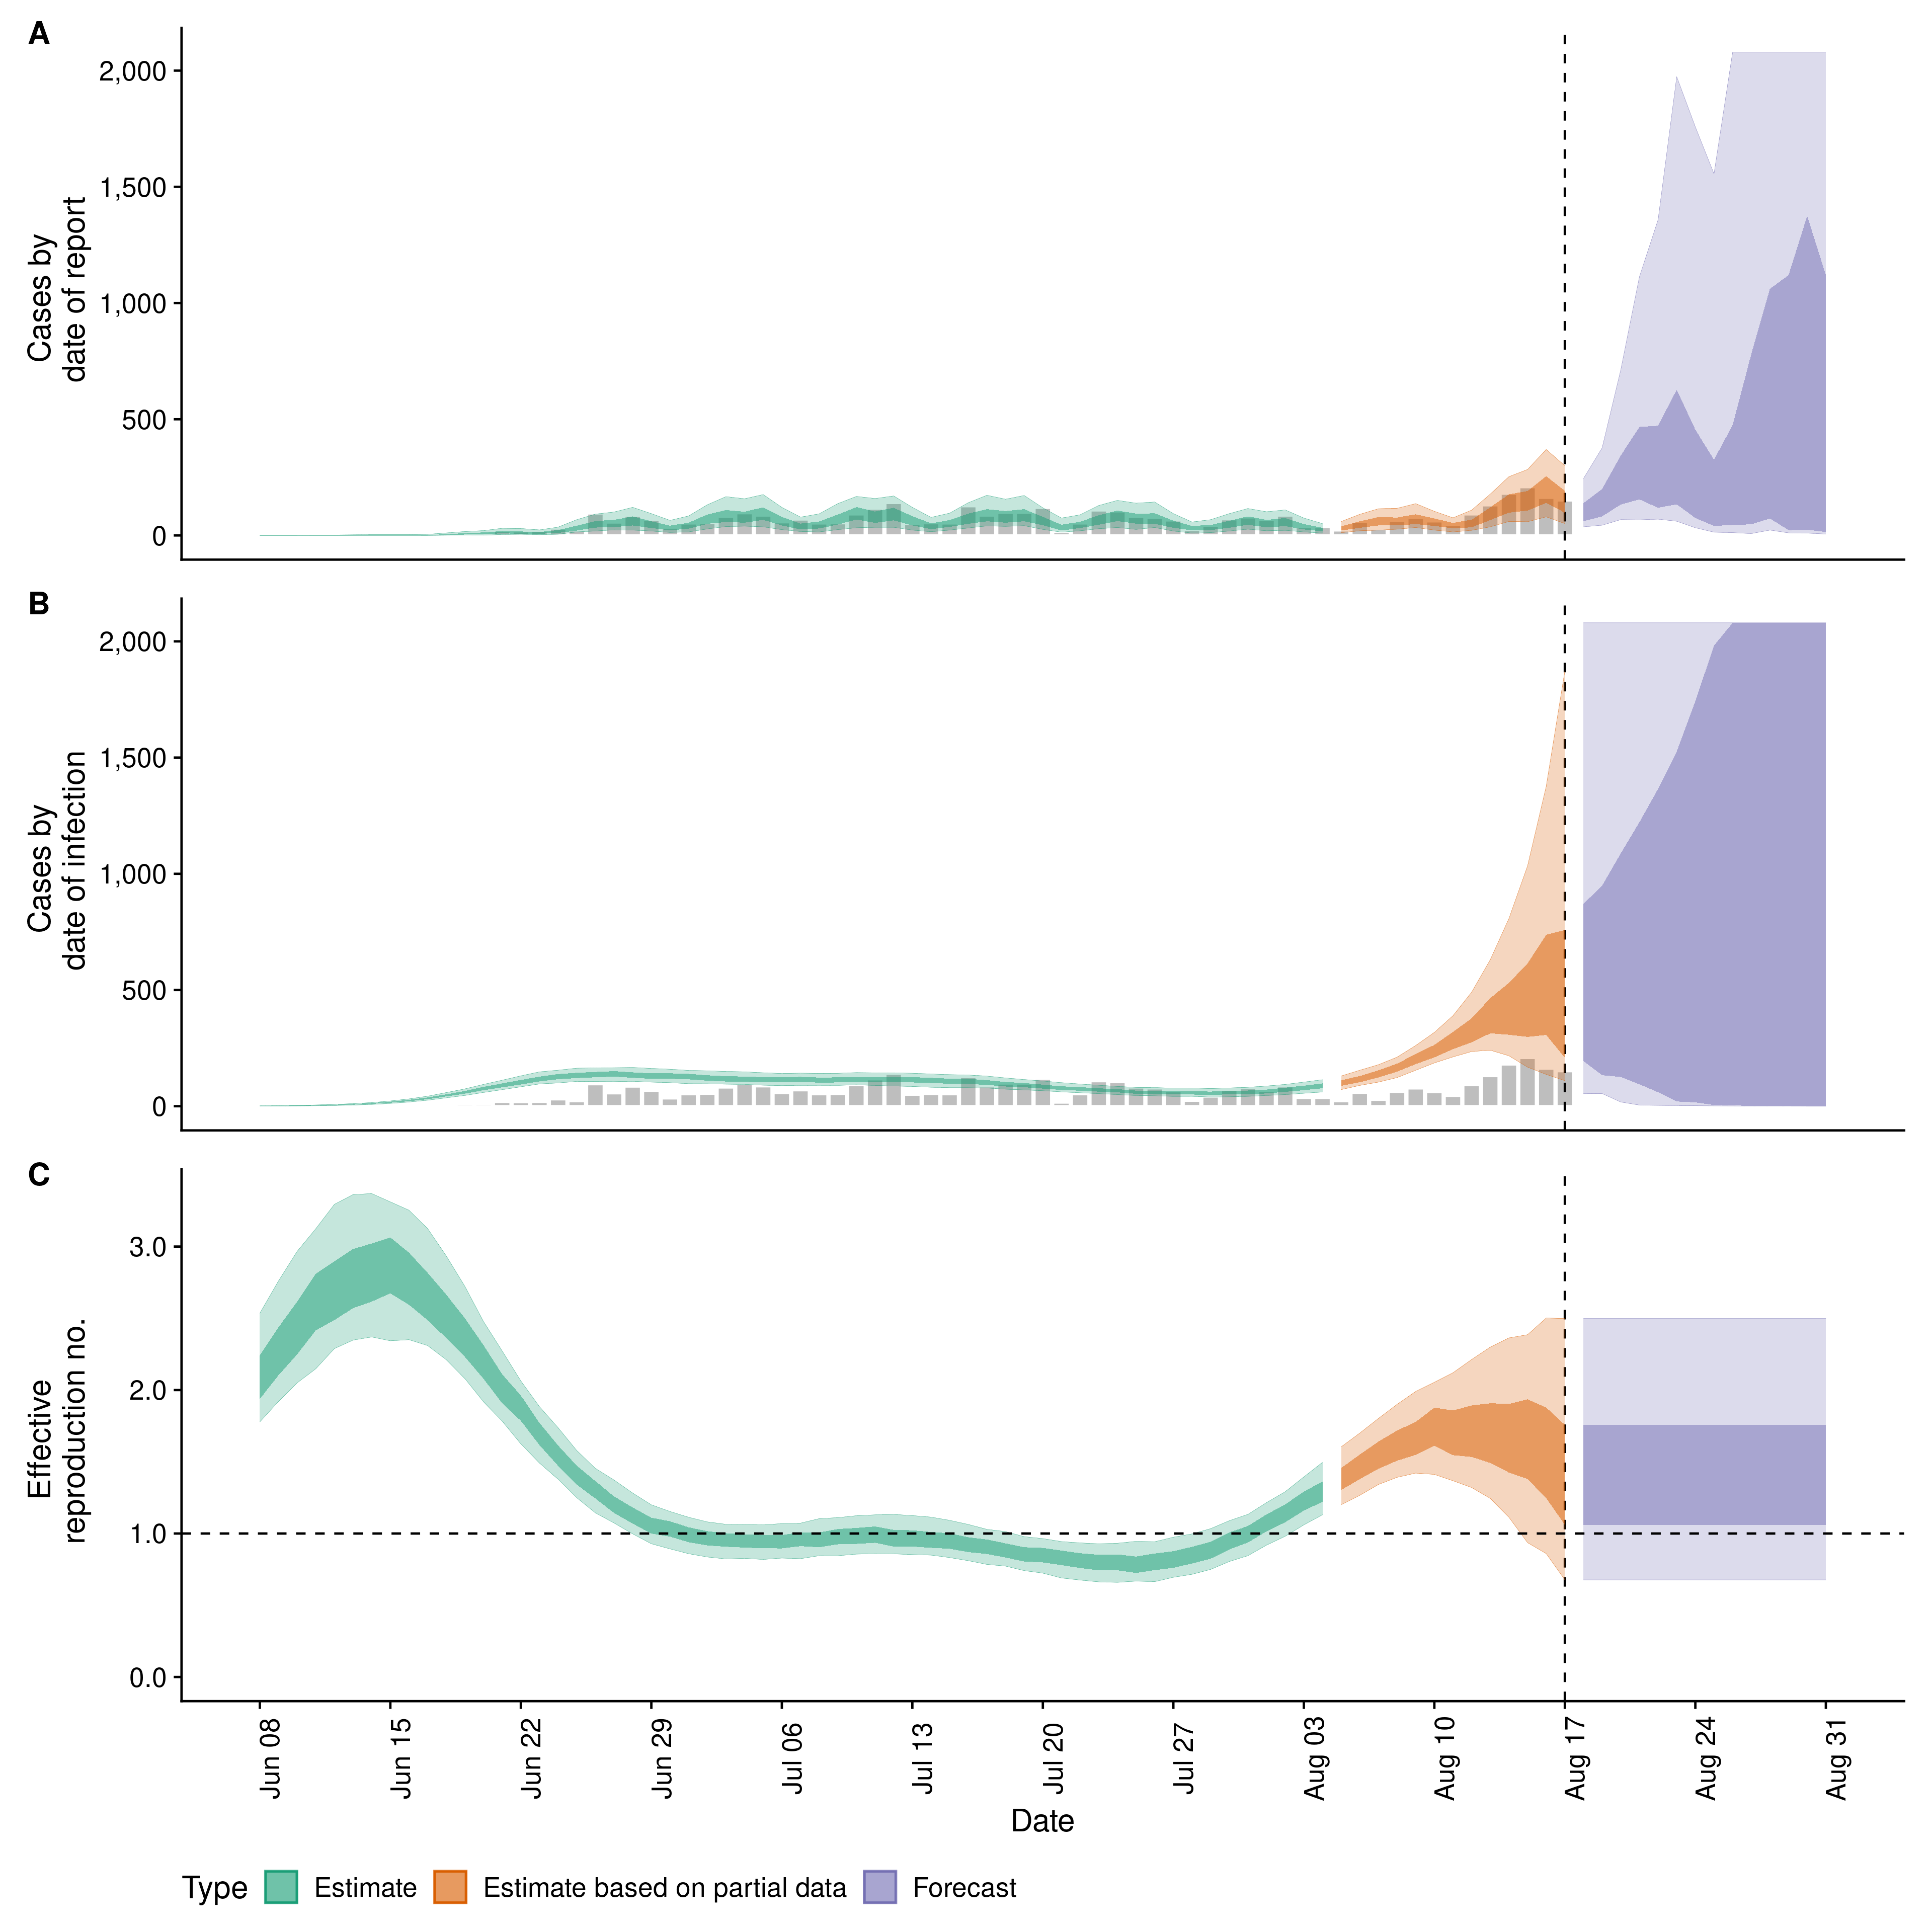 A
2,000
1,500
1,000
500
0
Cases by
date of report
B
2,000
1,500
1,000
500
0
Cases by
date of infection
C
3.0
2.0
1.0
0.0
Effective
reproduction no.
Jun 08
Jun 15
Jun 22
Jun 29
Jul 06
Jul 13
Jul 20
Jul 27
Aug 03
Aug 10
Aug 17
Aug 24
Aug 31
Date
Type Estimate Estimate based on partial data Forecast